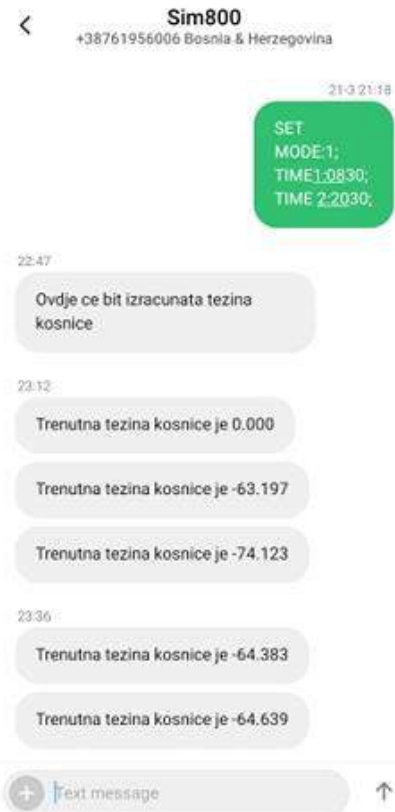 Sim800
+38761956006 Bosnia & Herzegovina
21-3 21:18
SET
MODE:1;
TIME1:0830;
TIME 2:2030;
22:47
Ovdje ce bit izracunata tezina
kosnice
23:12
Trenutna tezina kosnice je 0.000
Trenutna tezina kosnice je -63.197
Trenutna tezina kosnice je -74.123
23:36
Trenutna tezina kosnice je -64.383
Trenutna tezina kosnice je -64.639
Text message